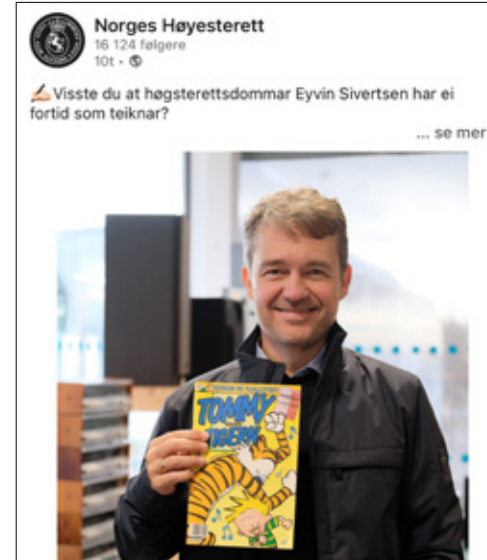 Norges Høyesterett
16 124 følgere
10t •
✍️Visste du at høgsterettsdommar Eyvin Sivertsen har ei
fortid som teiknar?
... se mer
TOMMY
TIGERN